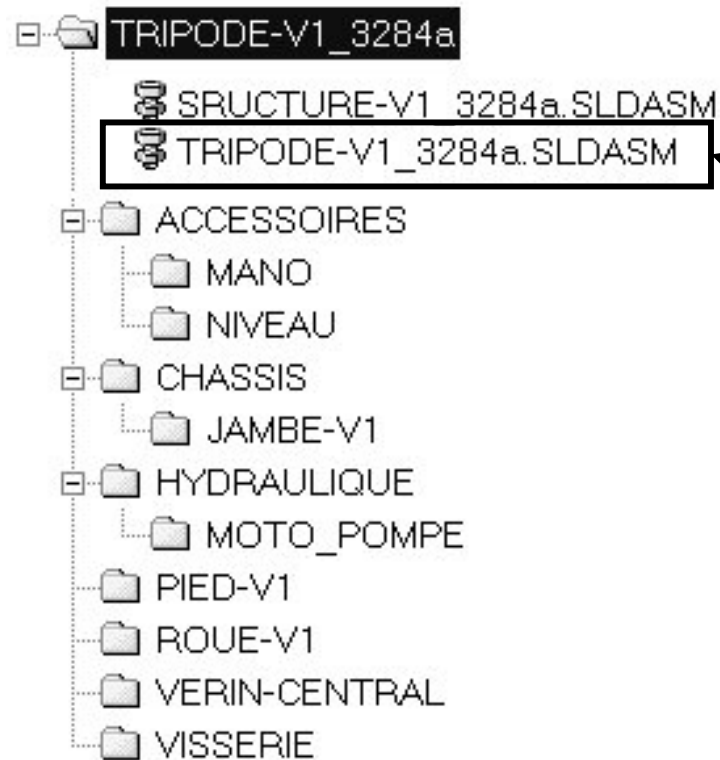 TRIPODE-V1_3284a
SRUCTURE-V1_3284a.SLDASM
TRIPODE-V1_3284a.SLDASM
ACCESSOIRES
MANO
NIVEAU
CHASSIS
JAMBE-V1
HYDRAULIQUE
MOTO_POMPE
PIED-V1
ROUE-V1
VERIN-CENTRAL
VISSERIE